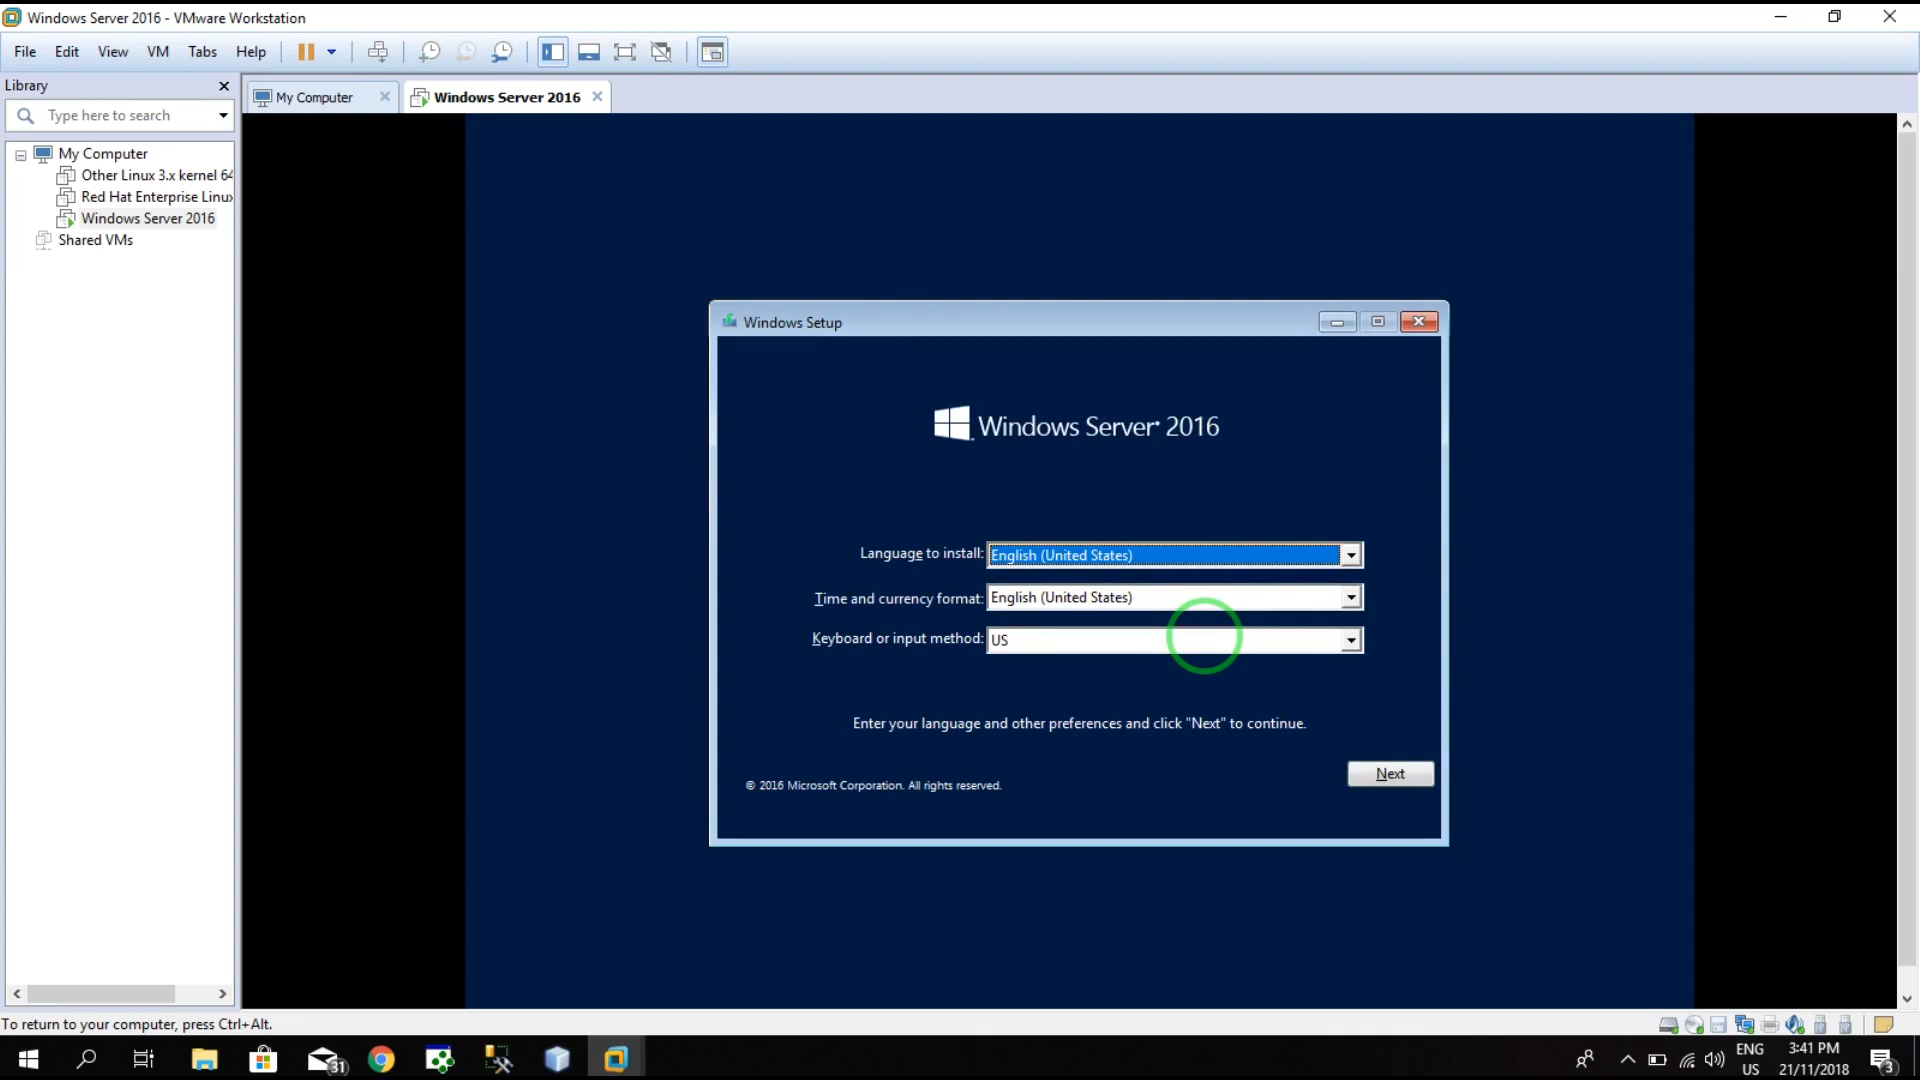 Windows Server 2016 - VMware Workstation
File Edit View VM Tabs Help
Library
Type here to search
My Computer
Other Linux 3.x kernel 64
Red Hat Enterprise Linux
Windows Server 2016
Shared VMs
My Computer Windows Server 2016
Windows Setup
Windows Server 2016
Language to install: English (United States)
Time and currency format: English (United States)
Keyboard or input method: US
Enter your language and other preferences and click "Next" to continue.
Next
© 2016 Microsoft Corporation. All rights reserved.
To return to your computer, press Ctrl+Alt.
31
ENG
US
3:41 PM
21/11/2018
3